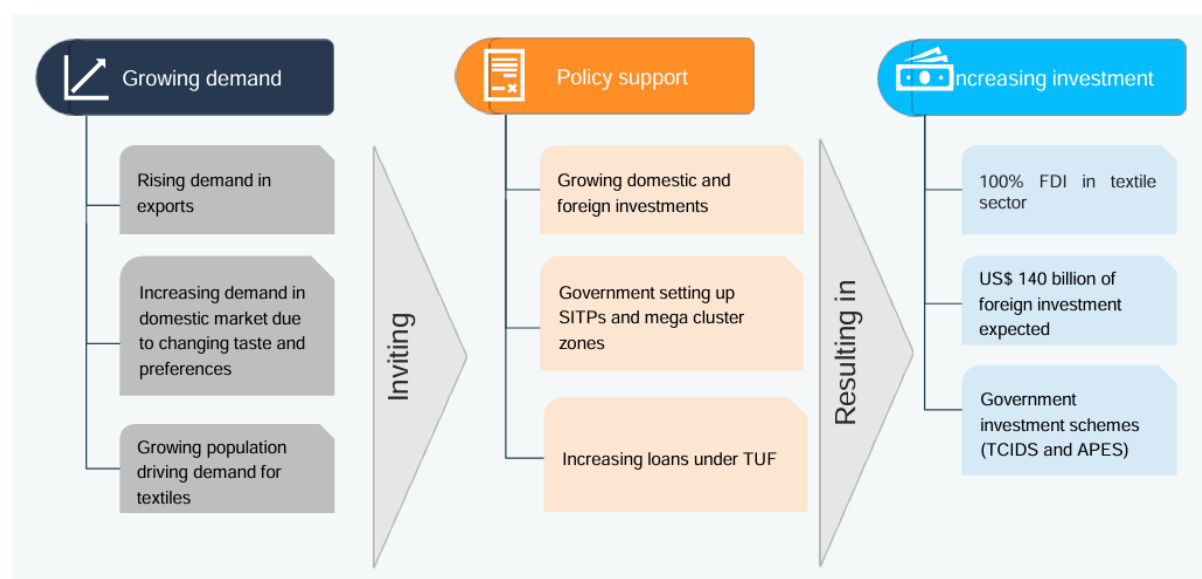 Growing demand
Rising demand in
exports
Increasing demand in
domestic market due
to changing taste and
preferences
Growing population
driving demand for
textiles
Inviting
Policy support
Growing domestic and
foreign investments
Government setting up
SITPs and mega cluster
zones
Increasing loans under TUF
Resulting in
Increasing investment
100% FDI in textile
sector
US$ 140 billion of
foreign investment
expected
Government
investment schemes
(TCIDS and APES)